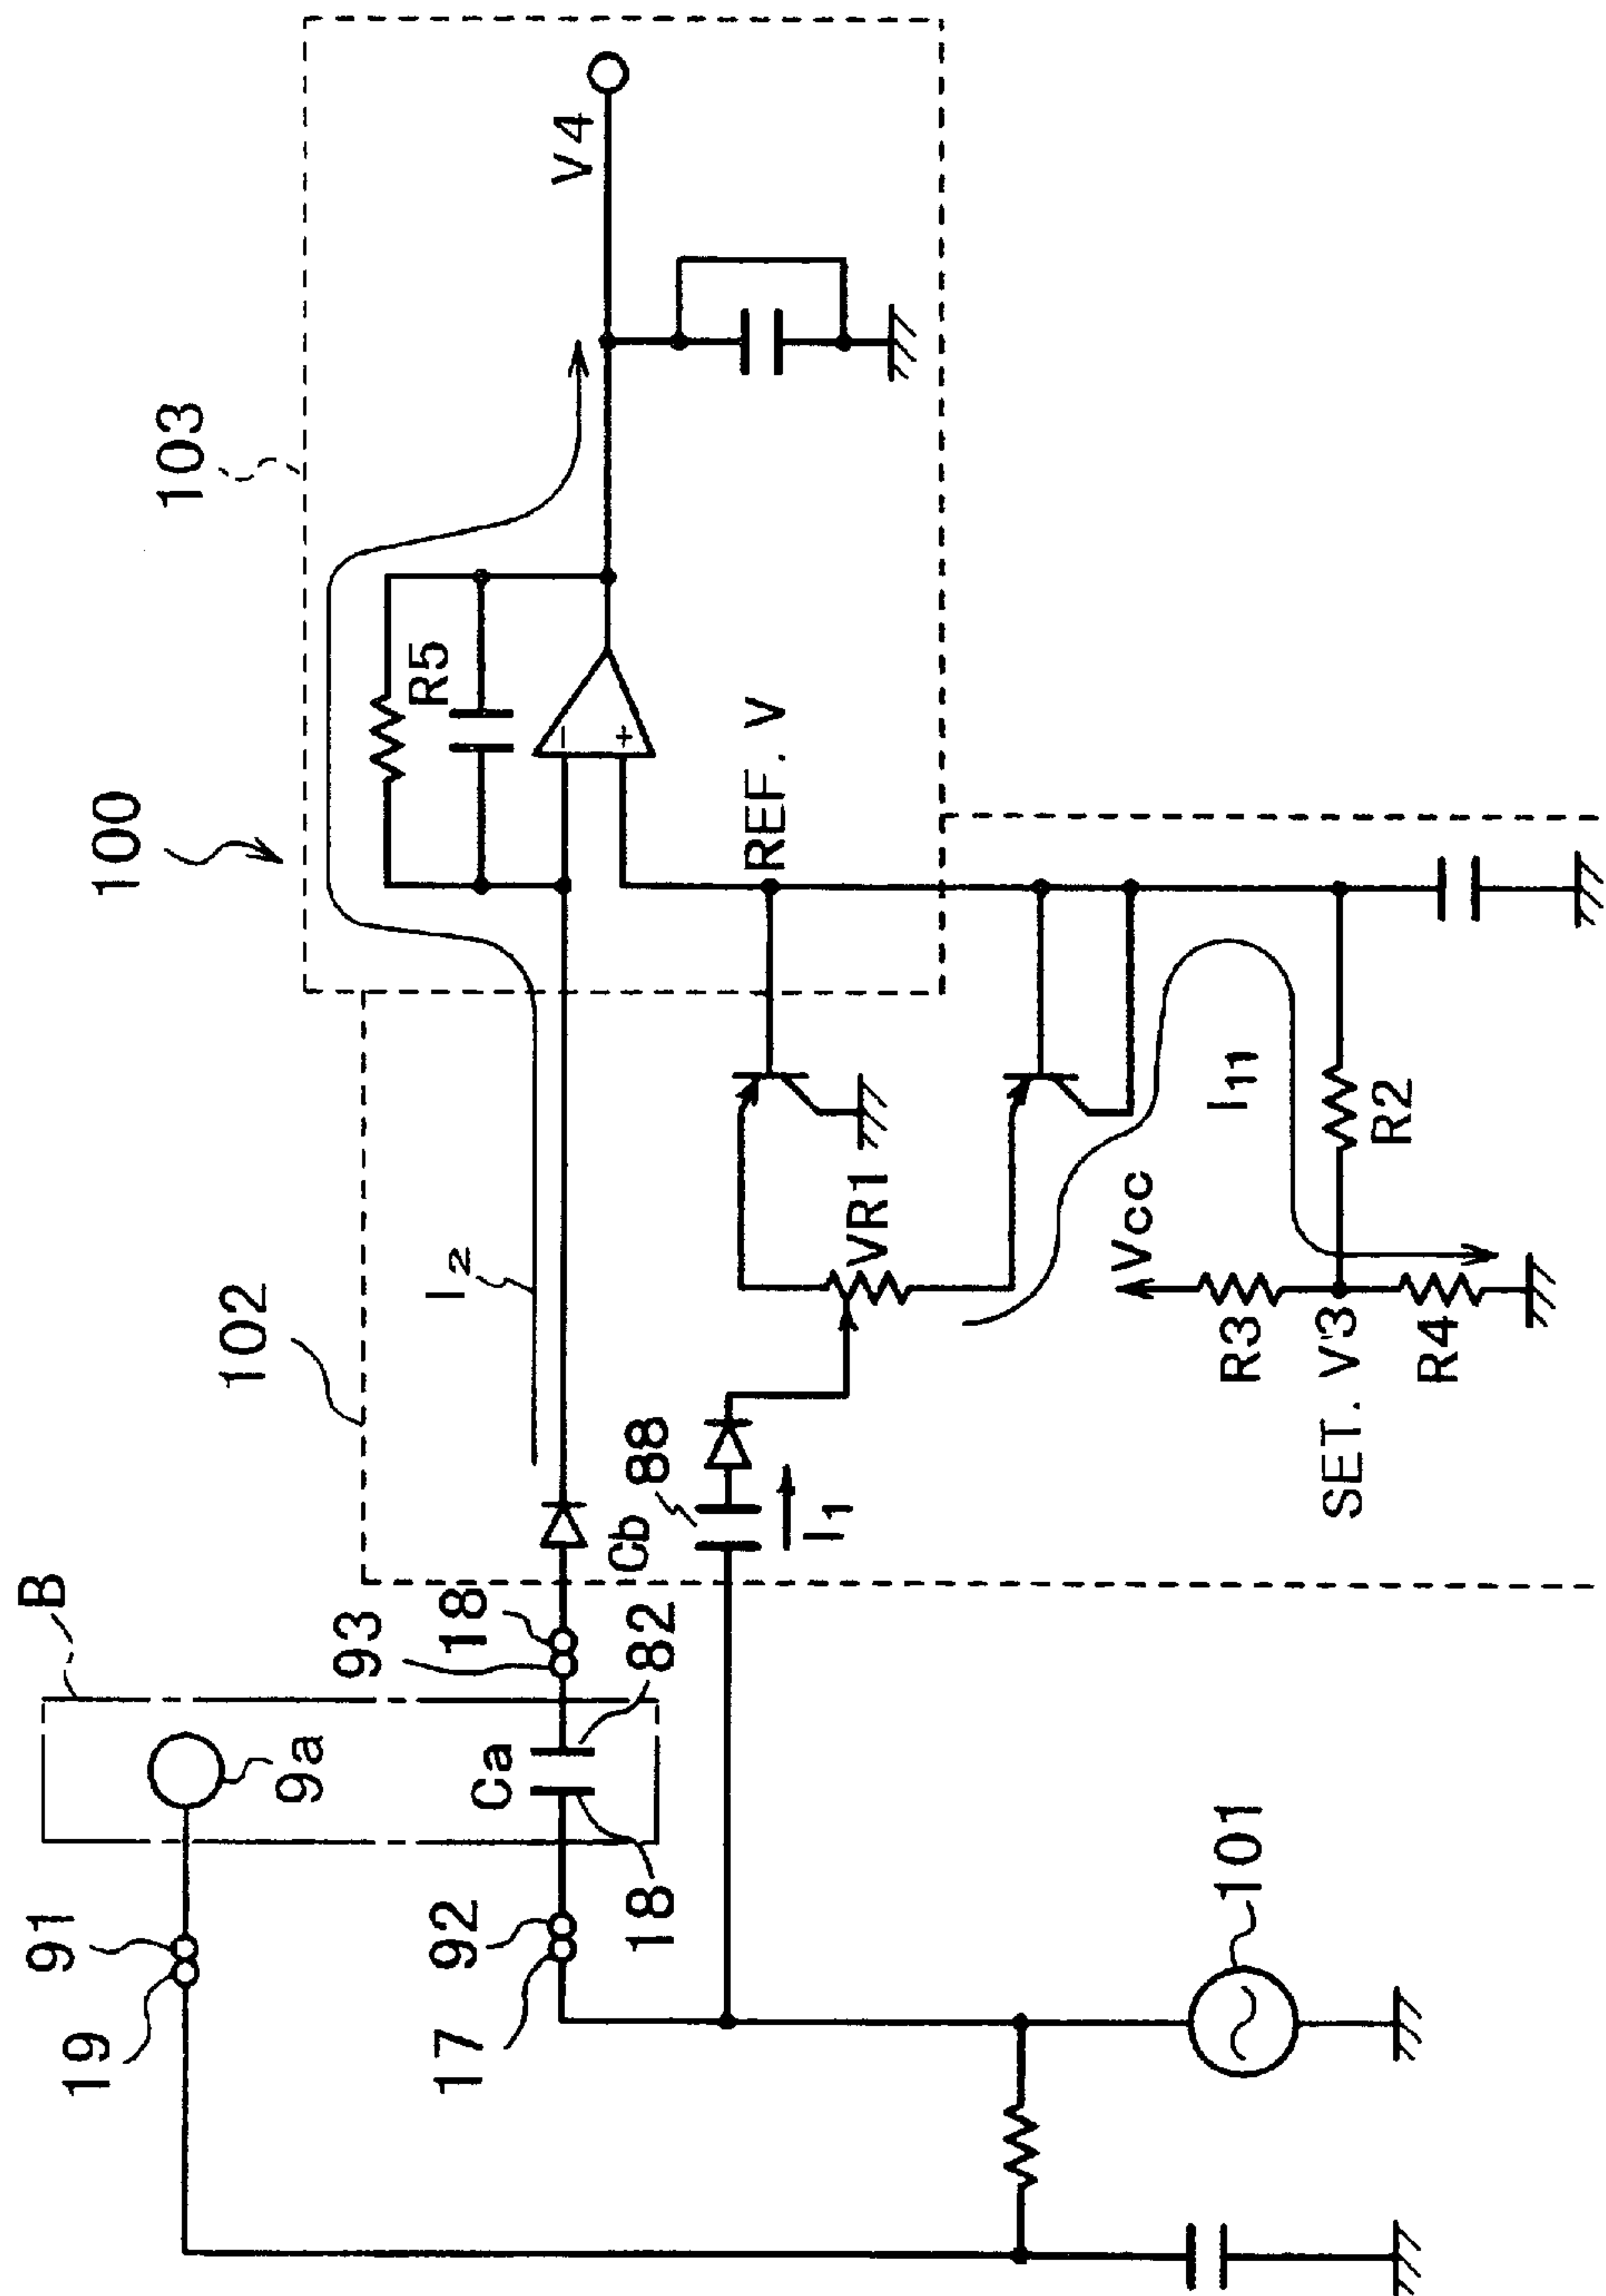 100
103
102
B
91
19
9a
93
18
92
17
Ca
82
18
Cb
88
I1
I2
R5
−
+
V4
REF. V
VR1
Vcc
I11
R3
SET. V3
R4
R2
101